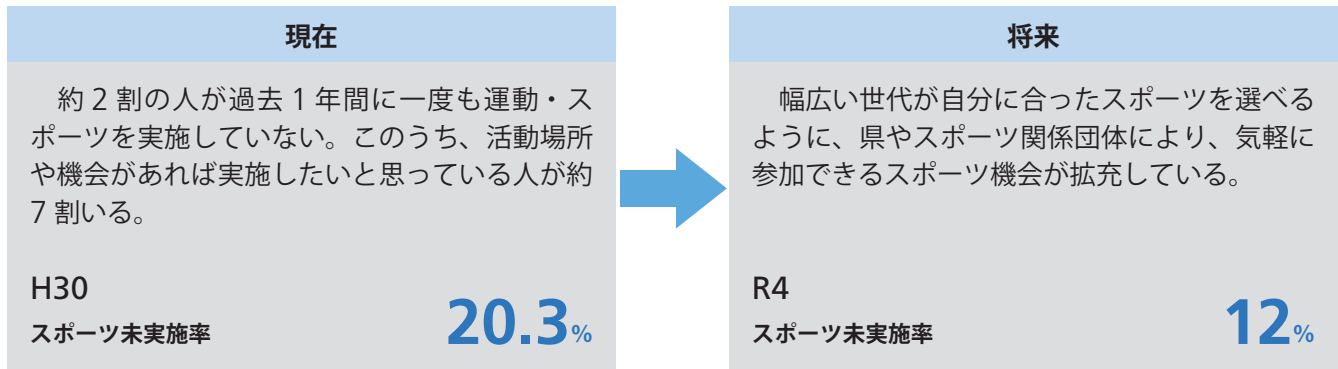 現在
約2割の人が過去1年間に一度も運動・ス
ポーツを実施していない。このうち、活動場所
や機会があれば実施したいと思っている人が約
7割いる。
H30
スポーツ未実施率
20.3%
将来
幅広い世代が自分に合ったスポーツを選べる
ように、県やスポーツ関係団体により、気軽に
参加できるスポーツ機会が拡充している。
R4
スポーツ未実施率
12%